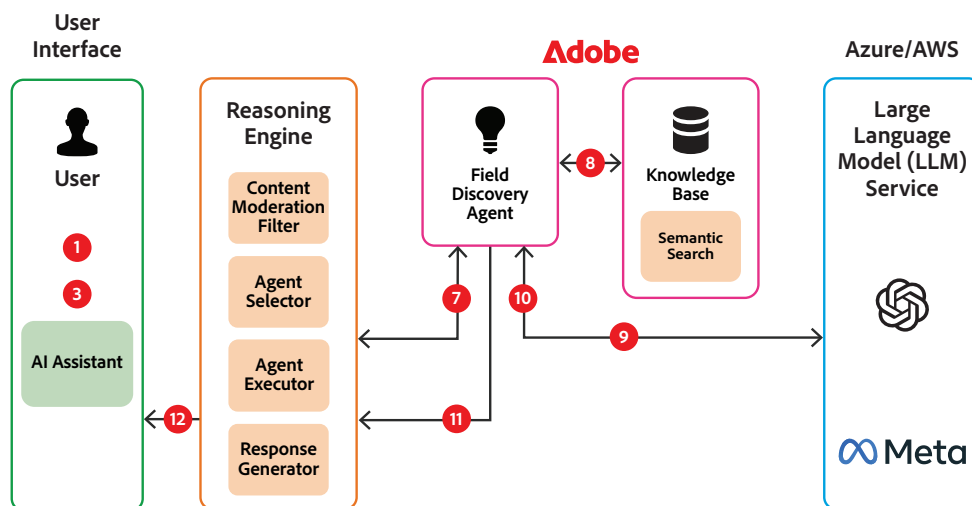 User
Interface
User
1
3
AI Assistant
12
Reasoning
Engine
Content
Moderation
Filter
Agent
Selector
Agent
Executor
Response
Generator
Adobe
Field
Discovery
Agent
8
Knowledge
Base
Semantic
Search
7
10
9
11
Azure/AWS
Large
Language
Model (LLM)
Service
Meta